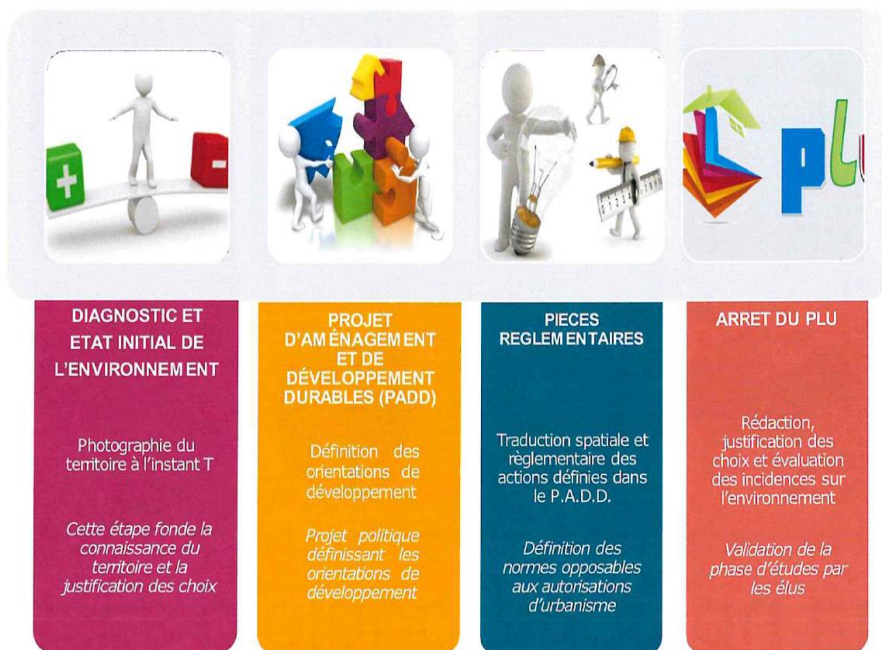 +
-
plu
DIAGNOSTIC ET
ETAT INITIAL DE
L'ENVIRONNEMENT
Photographie du
territoire à l'instant T
Cette étape fonde la
connaissance du
territoire et la
justification des choix
PROJET
D'AMÉNAGEMENT
ET DE
DÉVELOPPEMENT
DURABLES (PADD)
Définition des
orientations de
développement
Projet politique
définissant les
orientations de
développement
PIECES
REGLEMENTAIRES
Traduction spatiale et
règlementaire des
actions définies dans
le P.A.D.D.
Définition des
normes opposables
aux autorisations
d'urbanisme
ARRET DU PLU
Rédaction,
justification des
choix et évaluation
des incidences sur
l'environnement
Validation de la
phase d'études par
les élus